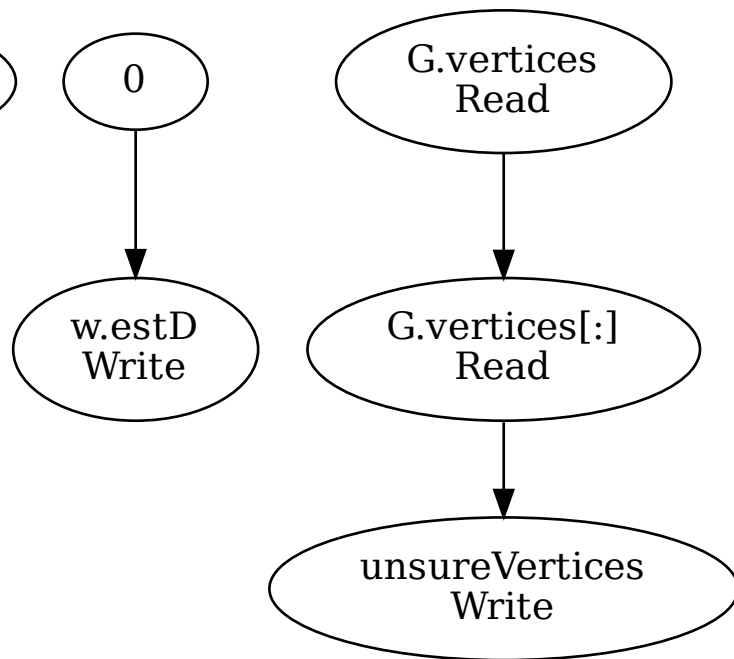 0
G.vertices
Read
w.estD
Write
G.vertices[:]
Read
unsureVertices
Write